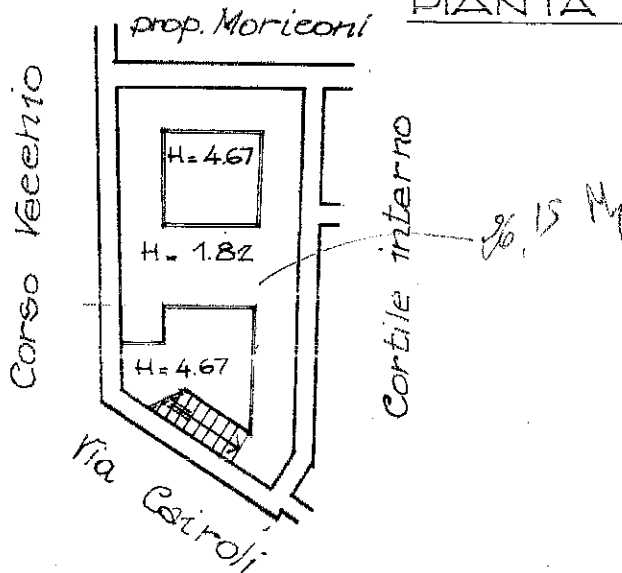 PIANTA
prop. Moriconi
Corso Vecchio
H= 4.67
H= 1.82
H= 4.67
Cortile interno
Via Cairoli